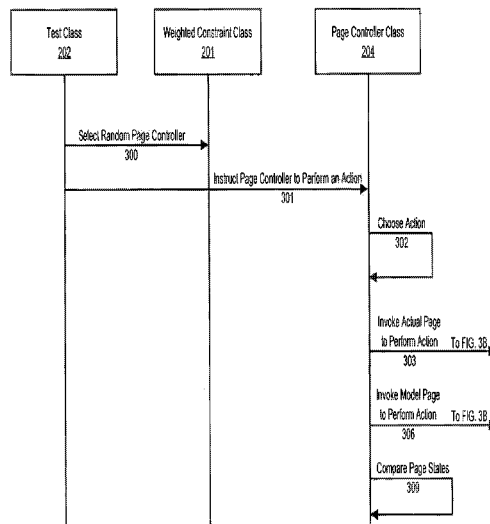 Test Class
202
Weighted Constraint Class
201
Page Controller Class
204
Select Random Page Controller
300
Instruct Page Controller to Perform an Action
301
Choose Action
302
Invoke Actual Page
to Perform Action To FIG. 3B
303
Invoke Model Page
to Perform Action To FIG. 3B
306
Compare Page States
309